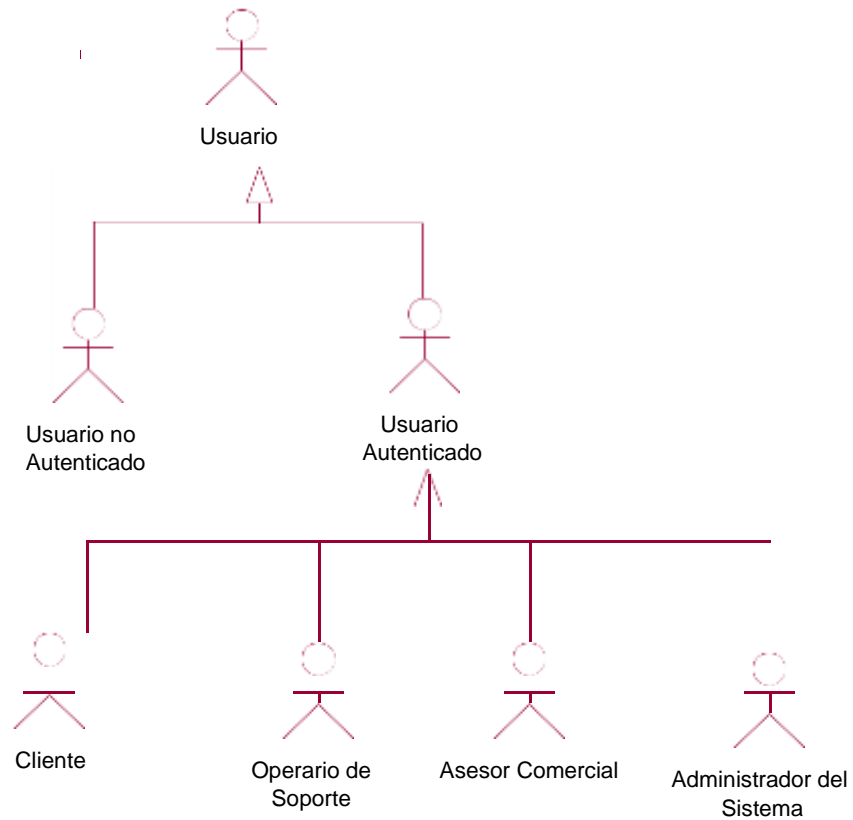 Usuario
Usuario no
Autenticado
Usuario
Autenticado
Cliente
Operario de
Soporte
Asesor Comercial
Administrador del
Sistema